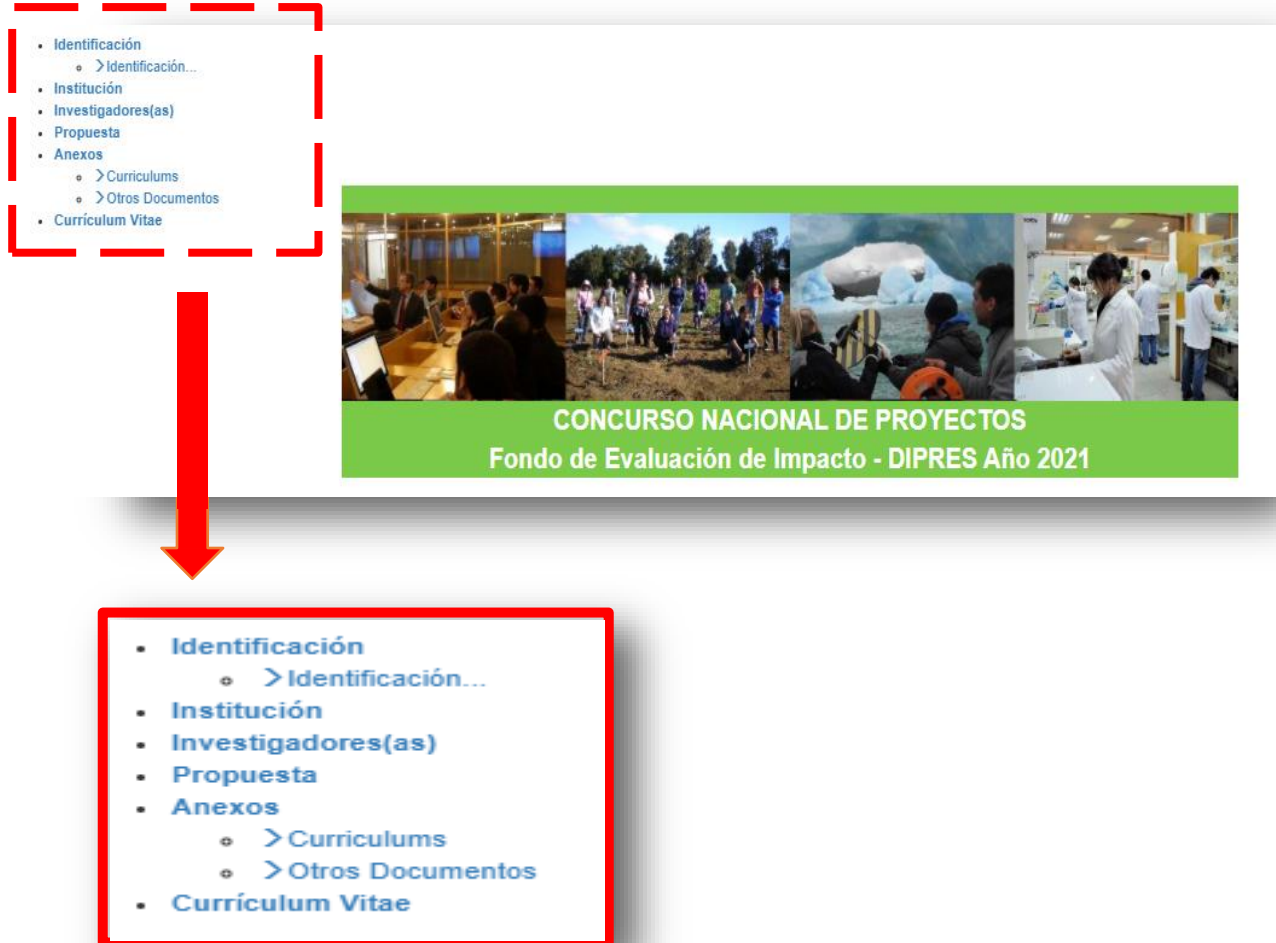 Identificación
>Identificación...
Institución
Investigadores(as)
Propuesta
Anexos
>Curriculums
>Otros Documentos
Currículum Vitae
CONCURSO NACIONAL DE PROYECTOS
Fondo de Evaluación de Impacto - DIPRES Año 2021
Identificación
>Identificación...
Institución
Investigadores(as)
Propuesta
Anexos
>Curriculums
>Otros Documentos
Currículum Vitae